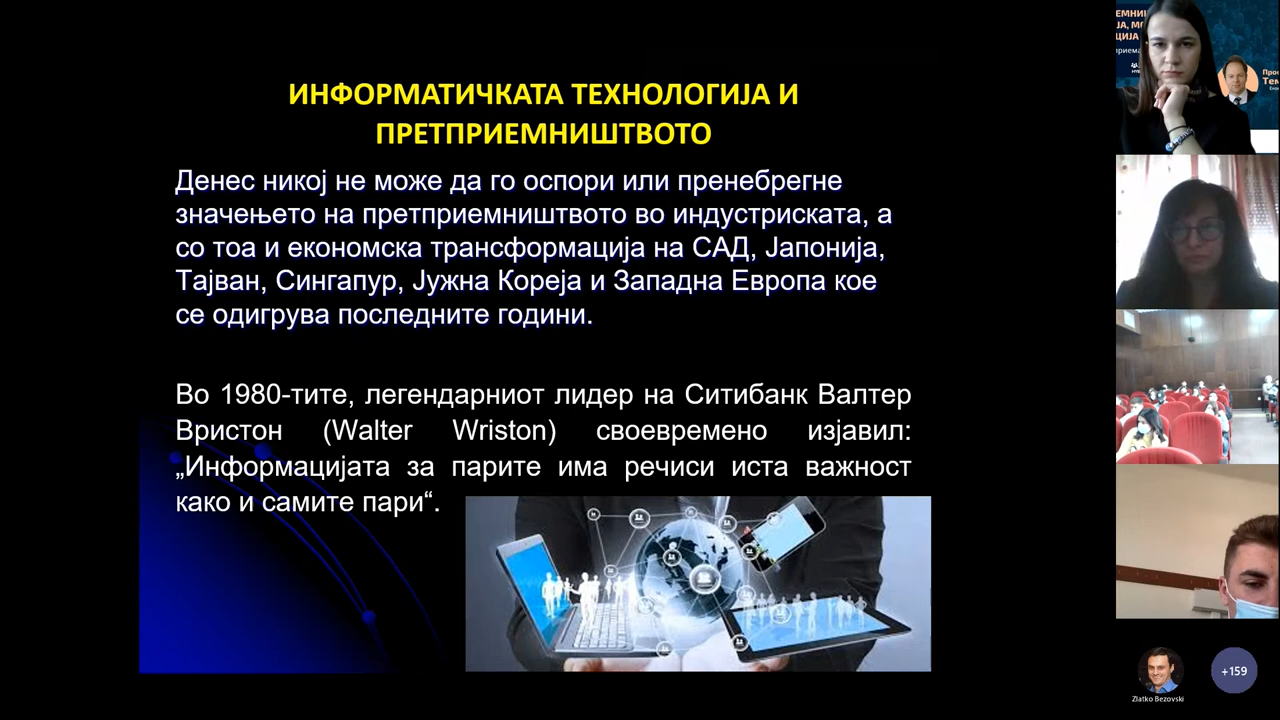 ИНФОРМАТИЧКАТА ТЕХНОЛОГИЈА И
ПРЕТПРИЕМНИШТВОТО
Денес никој не може да го оспори или пренебрегне
значењето на претприемништвото во индустриската, а
со тоа и економска трансформација на САД, Јапонија,
Тајван, Сингапур, Јужна Кореја и Западна Европа кое
се одигрува последните години.
Во 1980-тите, легендарниот лидер на Ситибанк Валтер
Вристон (Walter Wriston) своевремено изјавил:
„Информацијата за парите има речиси иста важност
како и самите пари“.
Zlatko Bezovski
+159